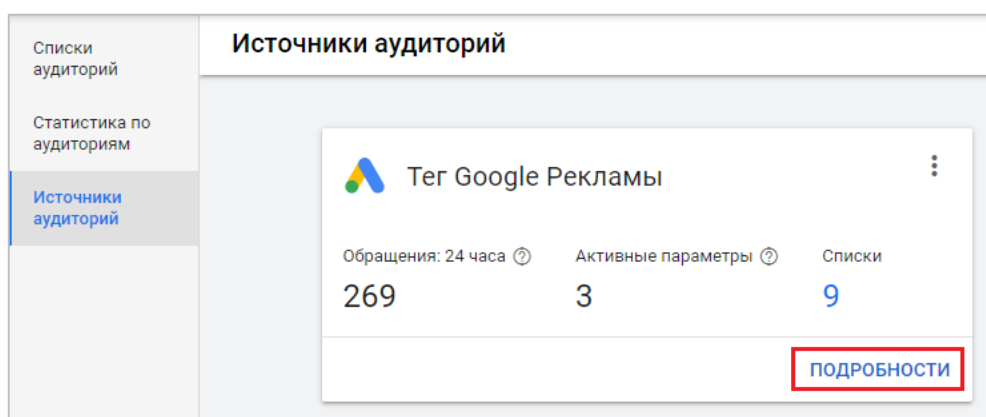 Списки
аудиторий
Статистика по
аудиториям
Источники
аудиторий
Источники аудиторий
Тег Google Рекламы
Обращения: 24 часа ?
Активные параметры ?
Списки
269
3
9
ПОДРОБНОСТИ